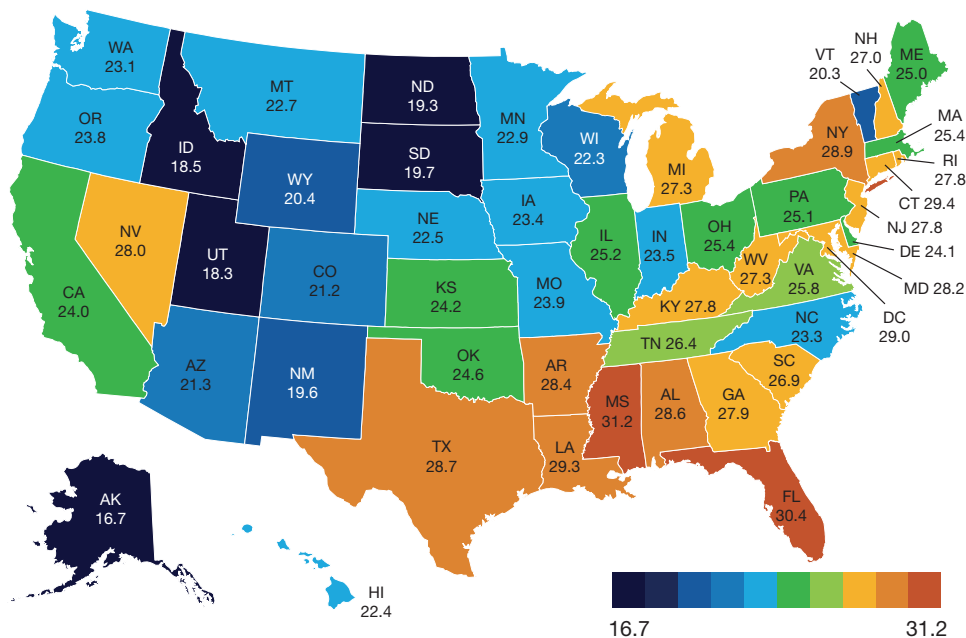 WA
23.1
OR
23.8
CA
24.0
NV
28.0
ID
18.5
MT
22.7
WY
20.4
UT
18.3
CO
21.2
AZ
21.3
NM
19.6
ND
19.3
SD
19.7
NE
22.5
KS
24.2
OK
24.6
TX
28.7
MN
22.9
IA
23.4
MO
23.9
AR
28.4
LA
29.3
WI
22.3
IL
25.2
MI
27.3
IN
23.5
OH
25.4
KY 27.8
TN 26.4
MS
31.2
AL
28.6
GA
27.9
FL
30.4
SC
26.9
NC
23.3
VA
25.8
WV
27.3
PA
25.1
NY
28.9
VT
20.3
NH
27.0
ME
25.0
MA
25.4
RI
27.8
CT 29.4
NJ 27.8
DE 24.1
MD 28.2
DC
29.0
AK
16.7
HI
22.4
16.7
31.2